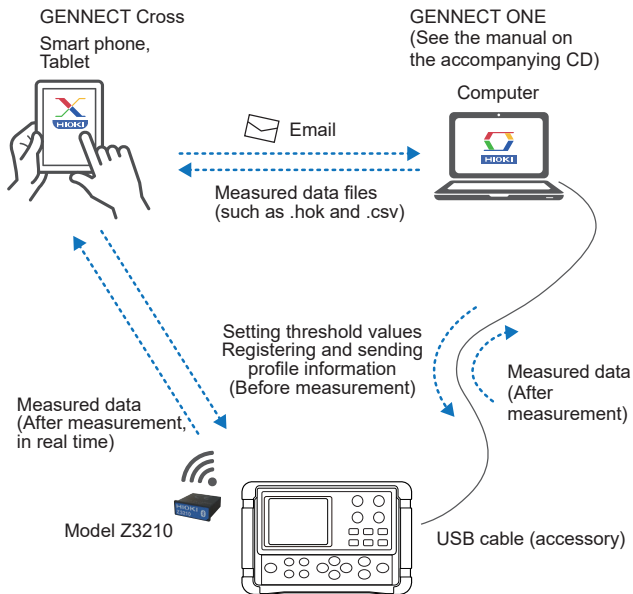 GENNECT Cross
Smart phone,
Tablet
HIOKI
GENNECT ONE
(See the manual on
the accompanying CD)
Computer
HIOKI
Email
Measured data files
(such as .hok and .csv)
Setting threshold values
Registering and sending
profile information
(Before measurement)
Measured data
(After
measurement)
Measured data
(After measurement,
in real time)
HIOKI
Z3210
Model Z3210
USB cable (accessory)